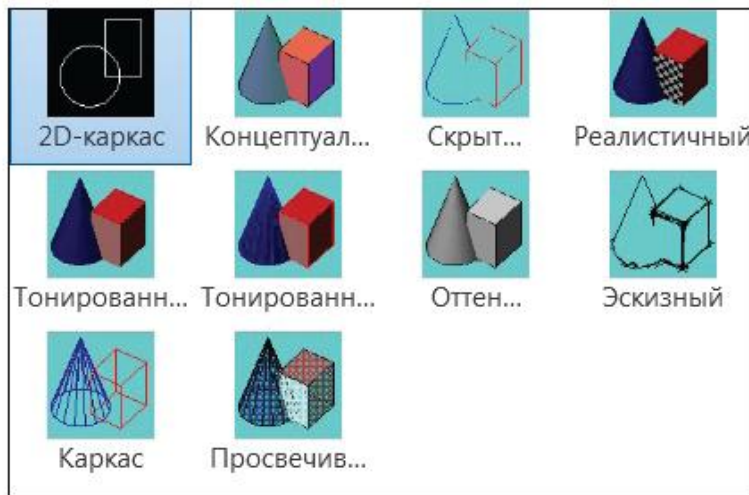 2D-каркас Концептуал... Скрыт... Реалистичный
Тонированн... Тонированн... Оттен... Эскизный
Каркас Просвечив...